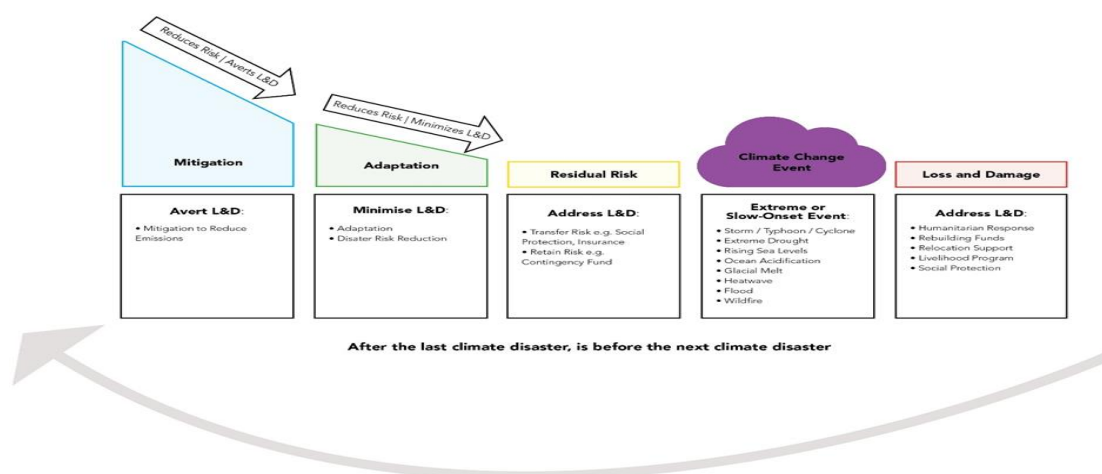 Reduces Risk | Averts L&D
Reduces Risk | Minimizes L&D
Mitigation
Adaptation
Residual Risk
Climate Change
Event
Loss and Damage
Avert L&D:
• Mitigation to Reduce
Emissions
Minimise L&D:
• Adaptation
• Disater Risk Reduction
Address L&D:
• Transfer Risk e.g. Social
Protection, Insurance
• Retain Risk e.g.
Contingency Fund
Extreme or
Slow-Onset Event:
• Storm / Typhoon / Cyclone
• Extreme Drought
• Rising Sea Levels
• Ocean Acidification
• Glacial Melt
• Heatwave
• Flood
• Wildfire
Address L&D:
• Humanitarian Response
• Rebuilding Funds
• Relocation Support
• Livelihood Program
• Social Protection
After the last climate disaster, is before the next climate disaster